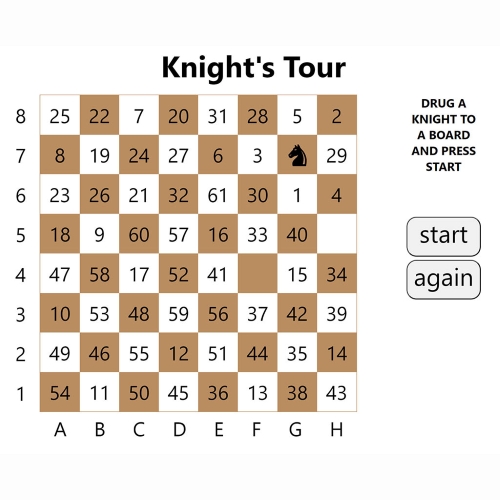 Knight's Tour
8 25 22 7 20 31 28 5 2
7 8 19 24 27 6 3 29
6 23 26 21 32 61 30 1 4
5 18 9 60 57 16 33 40
4 47 58 17 52 41 15 34
3 10 53 48 59 56 37 42 39
2 49 46 55 12 51 44 35 14
1 54 11 50 45 36 13 38 43
A B C D E F G H
DRUG A
KNIGHT TO
A BOARD
AND PRESS
START
start
again